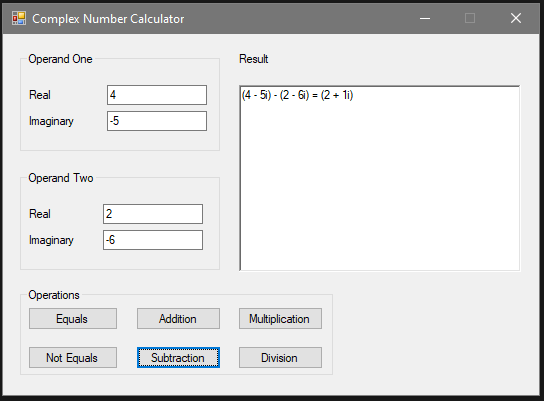 Complex Number Calculator
Operand One
Real 4
Imaginary -5
Operand Two
Real 2
Imaginary -6
Result
(4 - 5i) - (2 - 6i) = (2 + 1i)
Operations
Equals Addition Multiplication
Not Equals Subtraction Division